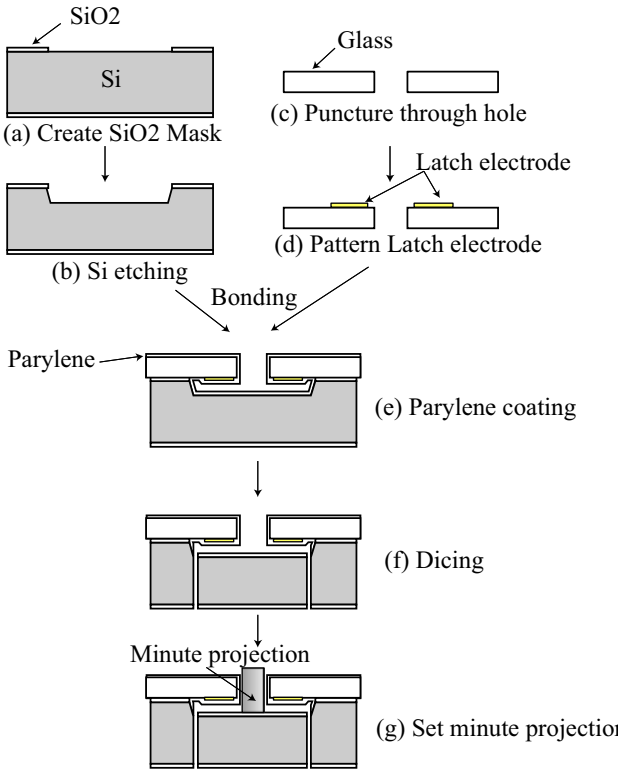 SiO2
Si
(a) Create SiO2 Mask
Glass
(c) Puncture through hole
Latch electrode
(b) Si etching
(d) Pattern Latch electrode
Bonding
Parylene
(e) Parylene coating
(f) Dicing
Minute projection
(g) Set minute projection